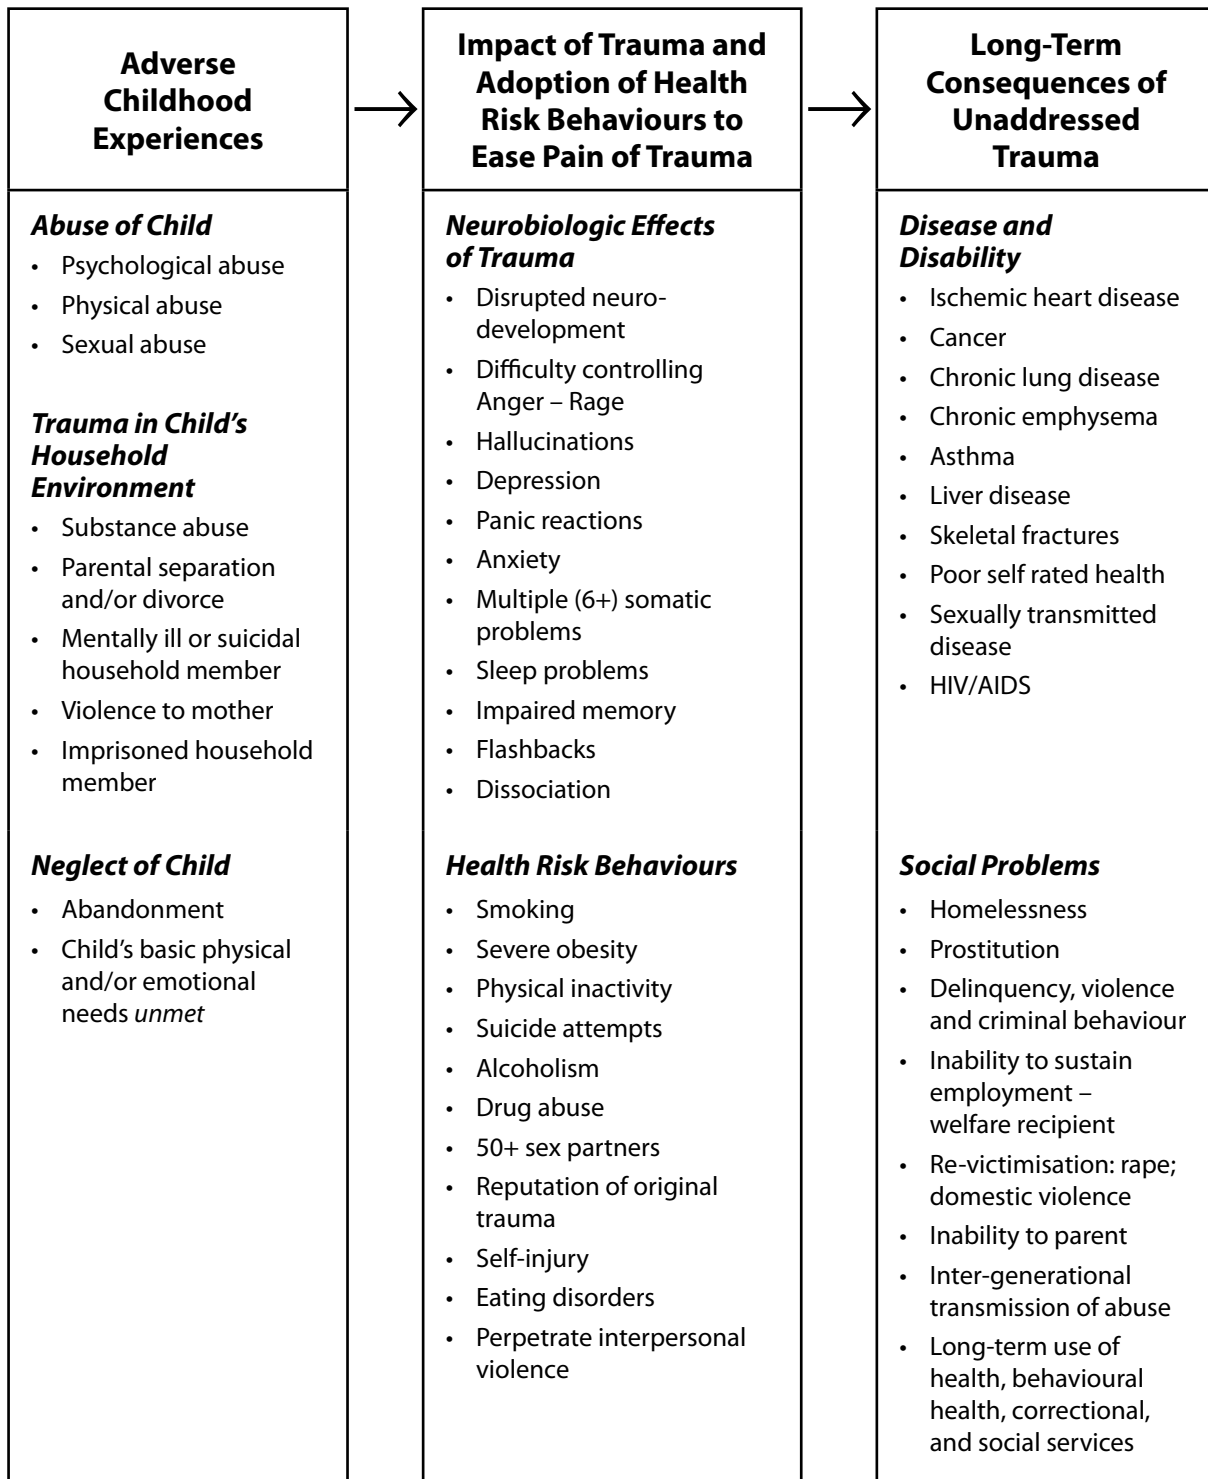 Adverse
Childhood
Experiences
Impact of Trauma and
Adoption of Health
Risk Behaviours to
Ease Pain of Trauma
Long-Term
Consequences of
Unaddressed
Trauma
Abuse of Child
• Psychological abuse
• Physical abuse
• Sexual abuse
Trauma in Child's
Household
Environment
• Substance abuse
• Parental separation
and/or divorce
• Mentally ill or suicidal
household member
• Violence to mother
• Imprisoned household
member
Neglect of Child
• Abandonment
• Child's basic physical
and/or emotional
needs unmet
Neurobiologic Effects
of Trauma
• Disrupted neuro-
development
• Difficulty controlling
Anger – Rage
• Hallucinations
• Depression
• Panic reactions
• Anxiety
• Multiple (6+) somatic
problems
• Sleep problems
• Impaired memory
• Flashbacks
• Dissociation
Health Risk Behaviours
• Smoking
• Severe obesity
• Physical inactivity
• Suicide attempts
• Alcoholism
• Drug abuse
• 50+ sex partners
• Reputation of original
trauma
• Self-injury
• Eating disorders
• Perpetrate interpersonal
violence
Disease and
Disability
• Ischemic heart disease
• Cancer
• Chronic lung disease
• Chronic emphysema
• Asthma
• Liver disease
• Skeletal fractures
• Poor self rated health
• Sexually transmitted
disease
• HIV/AIDS
Social Problems
• Homelessness
• Prostitution
• Delinquency, violence
and criminal behaviour
• Inability to sustain
employment –
welfare recipient
• Re-victimisation: rape;
domestic violence
• Inability to parent
• Inter-generational
transmission of abuse
• Long-term use of
health, behavioural
health, correctional,
and social services